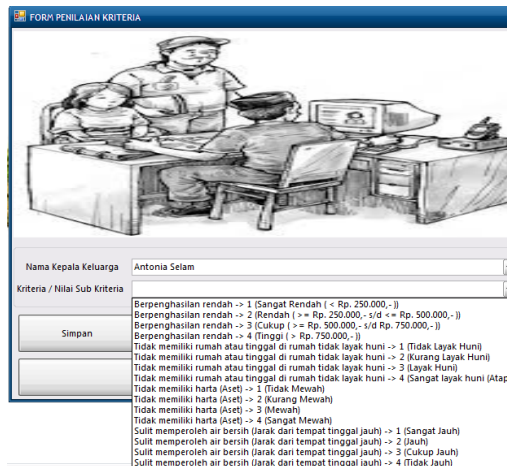 FORM PENILAIAN KRITERIA
Nama Kepala Keluarga Antonia Selam
Kriteria / Nilai Sub Kriteria
Simpan
Berpenghasilan rendah -> 1 (Sangat Rendah ( < Rp. 250.000,- ))
Berpenghasilan rendah -> 2 (Rendah ( >= Rp. 250.000,- s/d <= Rp. 500.000,- ))
Berpenghasilan rendah -> 3 (Cukup ( >= Rp. 500.000,- s/d Rp. 750.000,- ))
Berpenghasilan rendah -> 4 (Tinggi ( > Rp. 750.000,- ))
Tidak memiliki rumah atau tinggal di rumah tidak layak huni -> 1 (Tidak Layak Huni)
Tidak memiliki rumah atau tinggal di rumah tidak layak huni -> 2 (Kurang Layak Huni)
Tidak memiliki rumah atau tinggal di rumah tidak layak huni -> 3 (Layak Huni)
Tidak memiliki rumah atau tinggal di rumah tidak layak huni -> 4 (Sangat layak huni (Atap
Tidak memiliki harta (Aset) -> 1 (Tidak Mewah)
Tidak memiliki harta (Aset) -> 2 (Kurang Mewah)
Tidak memiliki harta (Aset) -> 3 (Mewah)
Tidak memiliki harta (Aset) -> 4 (Sangat Mewah)
Sulit memperoleh air bersih (Jarak dari tempat tinggal jauh) -> 1 (Sangat Jauh)
Sulit memperoleh air bersih (Jarak dari tempat tinggal jauh) -> 2 (Jauh)
Sulit memperoleh air bersih (Jarak dari tempat tinggal jauh) -> 3 (Cukup Jauh)
Sulit memperoleh air bersih (Jarak dari tempat tinggal jauh) -> 4 (Tidak Jauh)